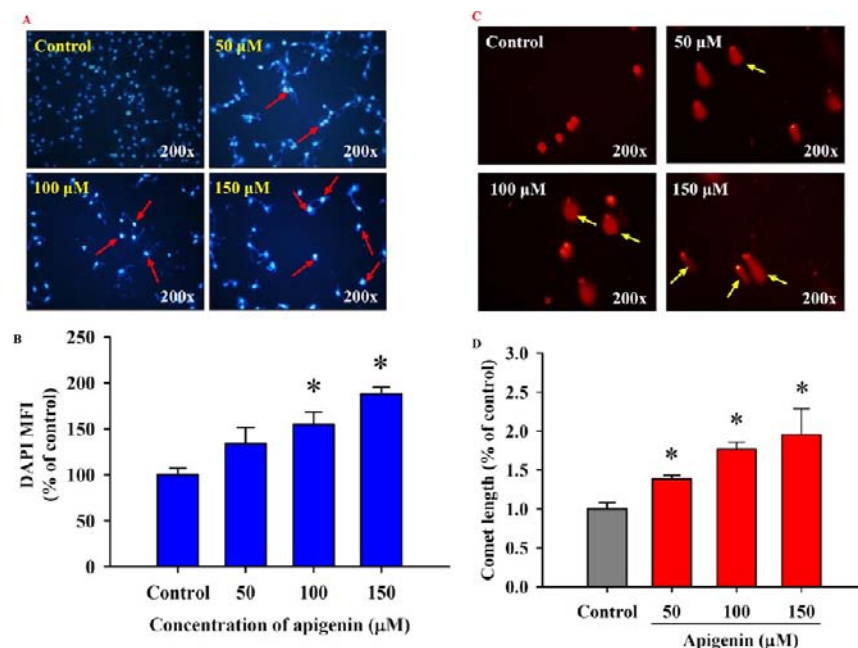 A
Control
50 µM
200x
200x
100 µM
150 µM
200x
200x
B
DAPI MFI
(% of control)
250
200
150
100
50
0
*
*
Control
50
100
150
Concentration of apigenin (µM)
C
Control
50 µM
200x
200x
100 µM
150 µM
200x
200x
D
Comet length (% of control)
3.0
2.5
2.0
1.5
1.0
0.5
0.0
*
*
*
Control
50
100
150
Apigenin (µM)